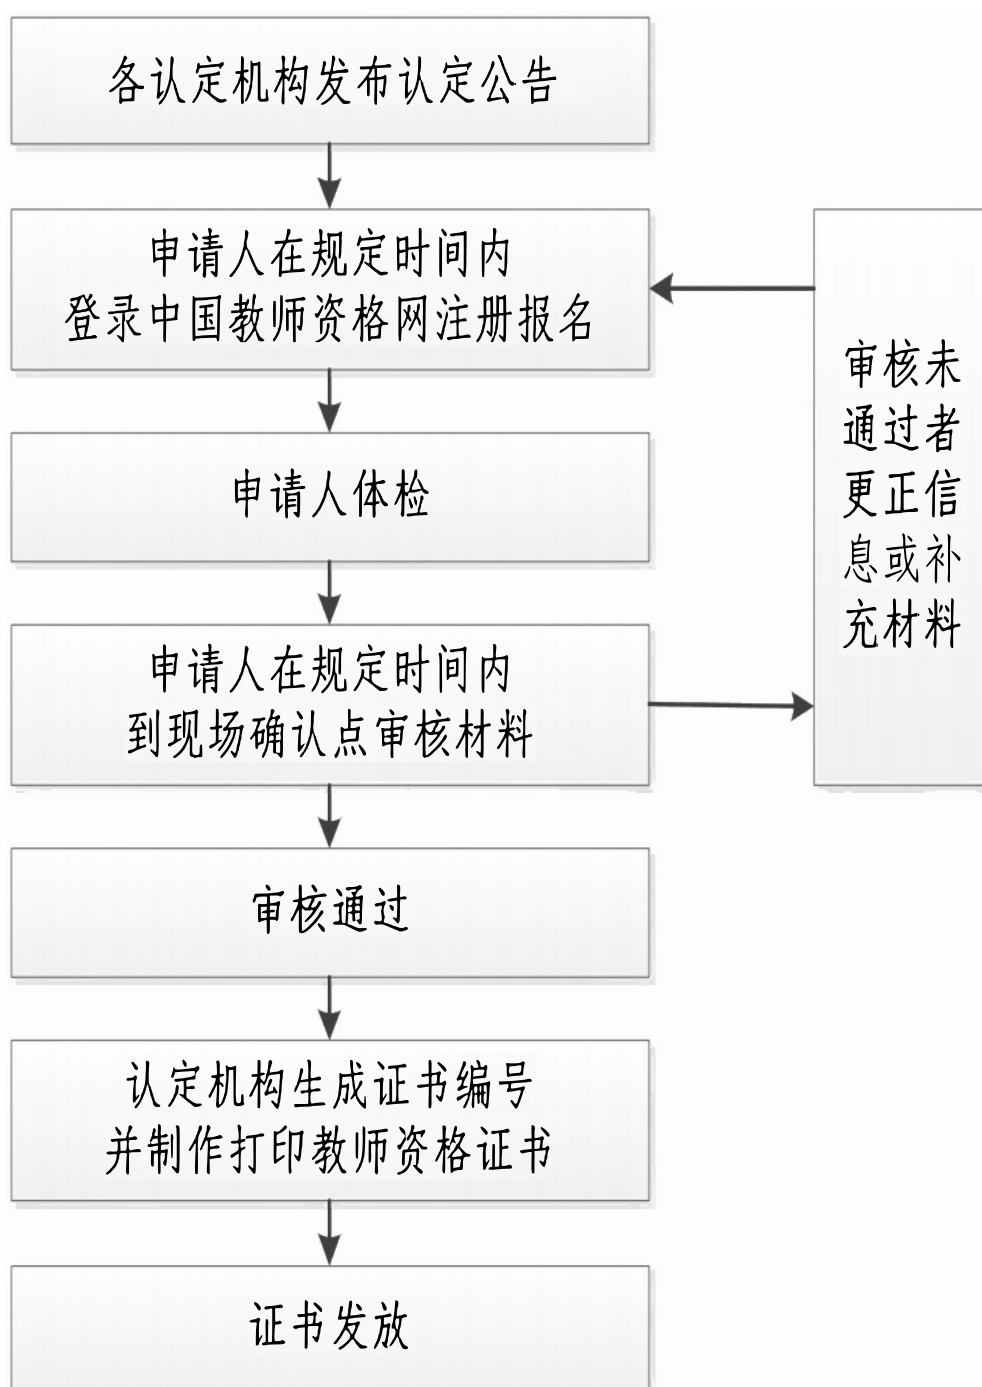 各认定机构发布认定公告
申请人在规定时间内
登录中国教师资格网注册报名
申请人体检
申请人在规定时间内
到现场确认点审核材料
审核未
通过者
更正信
息或补
充材料
审核通过
认定机构生成证书编号
并制作打印教师资格证书
证书发放